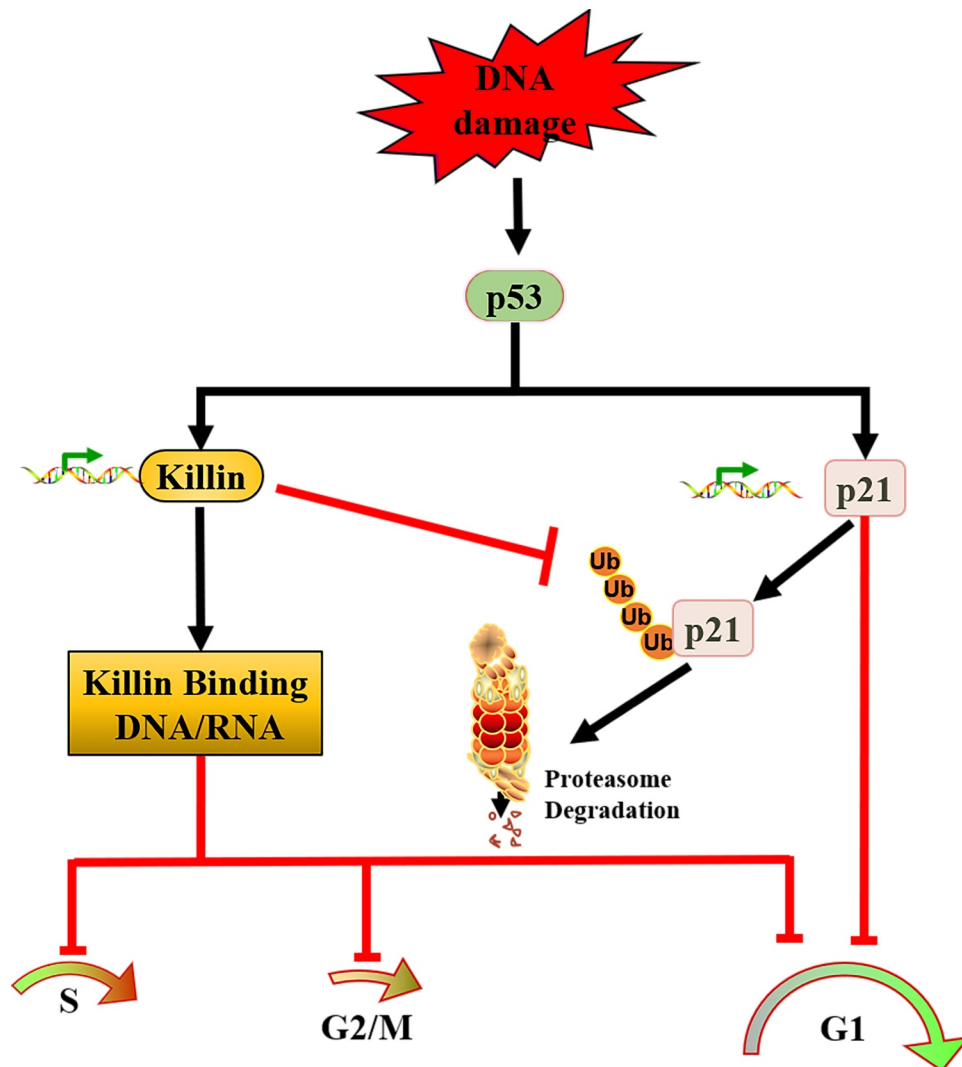 DNA
damage
p53
Killin
p21
Ub
Ub
Ub
Ub
p21
Killin Binding
DNA/RNA
Proteasome
Degradation
S
G2/M
G1